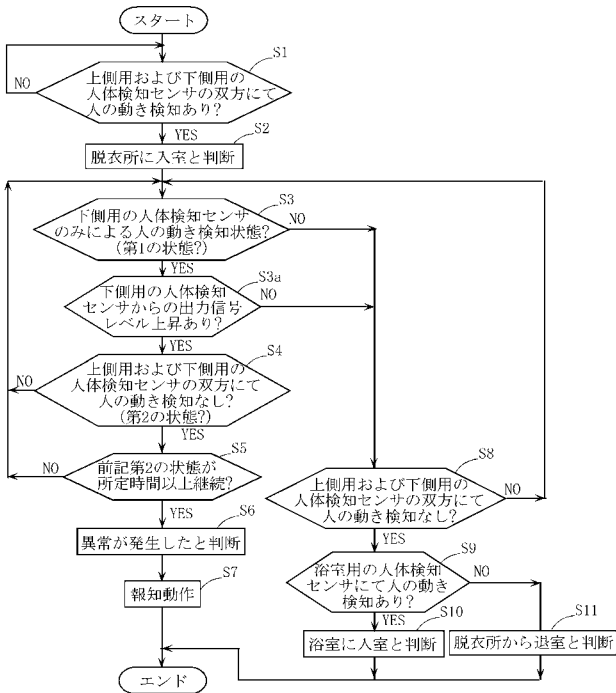 スタート
S1
上側用および下側用の
人体検知センサの双方にて
人の動き検知あり?
NO
YES
S2
脱衣所に入室と判断
S3
下側用の人体検知センサ
のみによる人の動き検知状態?
(第1の状態?)
NO
YES
S3a
下側用の人体検知
センサからの出力信号
レベル上昇あり?
NO
YES
S4
上側用および下側用の
人体検知センサの双方にて
人の動き検知なし?
(第2の状態?)
NO
YES
S5
前記第2の状態が
所定時間以上継続?
NO
YES
S6
異常が発生したと判断
S7
報知動作
S8
上側用および下側用の
人体検知センサの双方にて
人の動き検知なし?
NO
YES
S9
浴室用の人体検知
センサにて人の動き
検知あり?
NO
YES
S10
浴室に入室と判断
S11
脱衣所から退室と判断
エンド